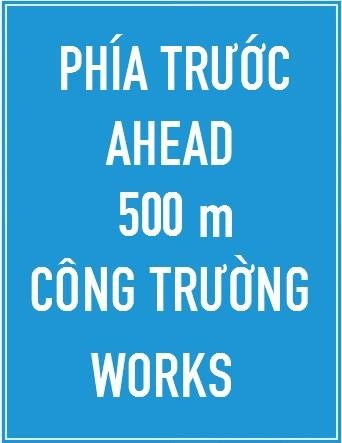 PHÍA TRƯỚC
AHEAD
500 m
CÔNG TRƯỜNG
WORKS